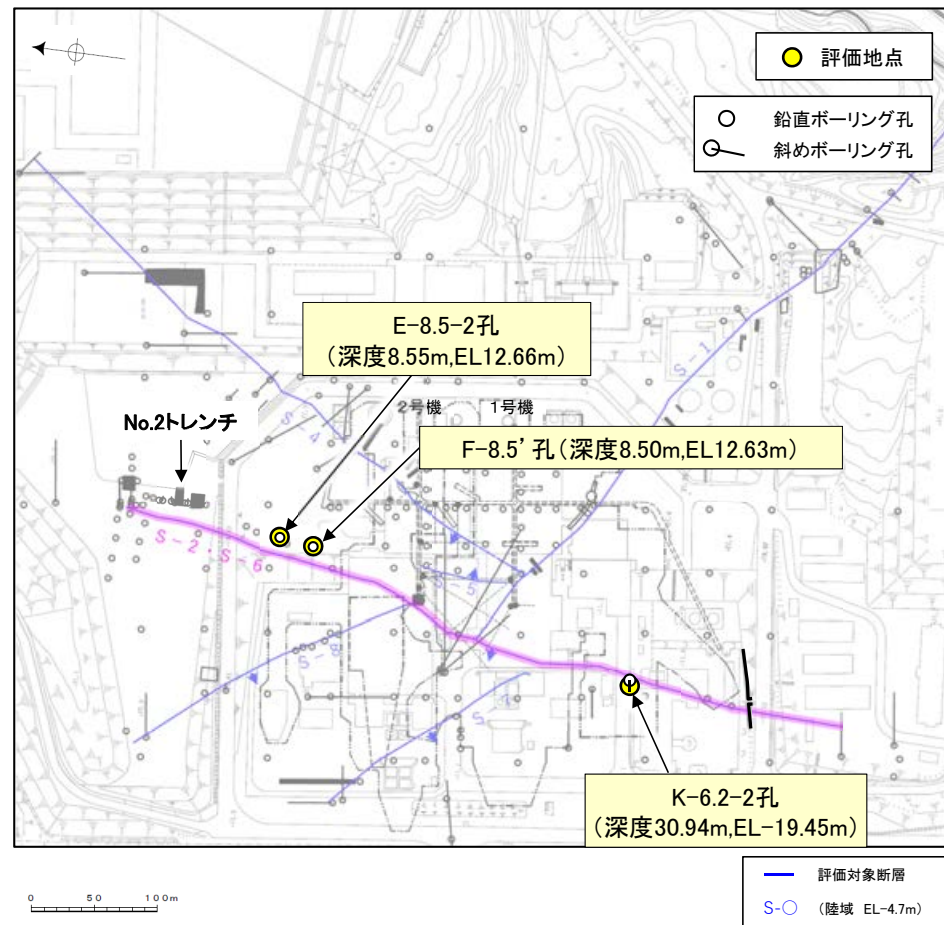 評価地点
鉛直ボーリング孔
斜めボーリング孔
E-8.5-2孔
(深度8.55m,EL12.66m)
2号機
1号機
F-8.5’孔(深度8.50m,EL12.63m)
No.2トレンチ
S-1
S-4
S-2・S-6
S-5
S-8
S-7
K-6.2-2孔
(深度30.94m,EL-19.45m)
0 50 100m
評価対象断層
S-○ (陸域 EL-4.7m)